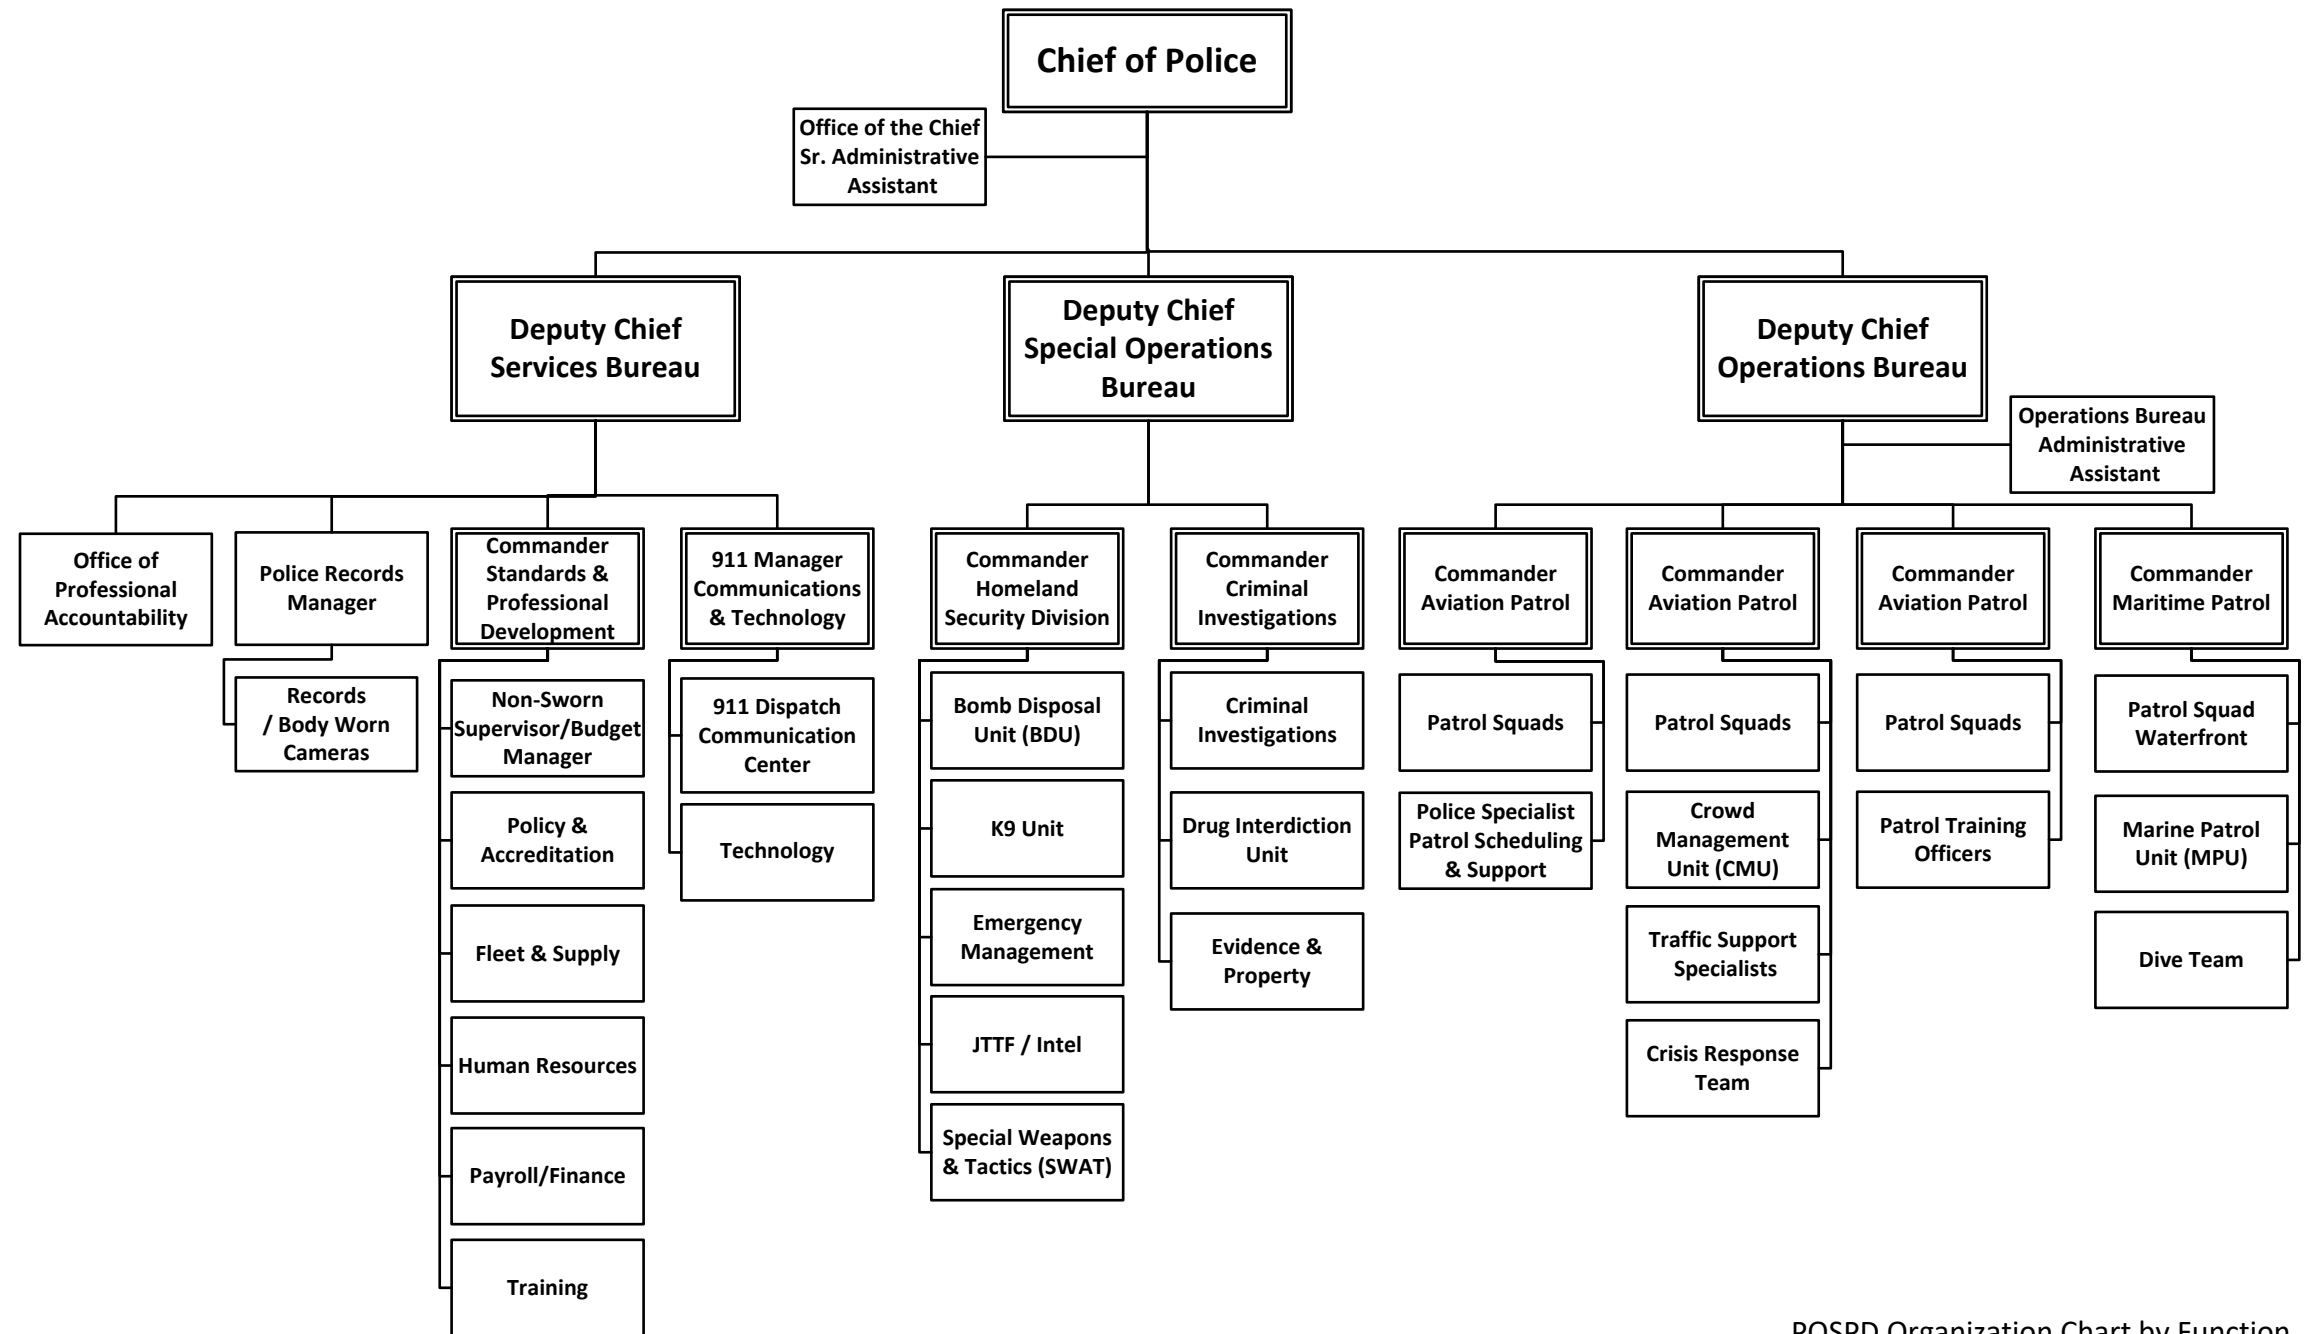 Chief of Police
Office of the Chief
Sr. Administrative
Assistant
Deputy Chief
Services Bureau
Deputy Chief
Special Operations
Bureau
Deputy Chief
Operations Bureau
Operations Bureau
Administrative
Assistant
Office of
Professional
Accountability
Police Records
Manager
Commander
Standards &
Professional
Development
911 Manager
Communications
& Technology
Commander
Homeland
Security Division
Commander
Criminal
Investigations
Commander
Aviation Patrol
Commander
Aviation Patrol
Commander
Aviation Patrol
Commander
Maritime Patrol
Records
/ Body Worn
Cameras
Non-Sworn
Supervisor/Budget
Manager
Policy &
Accreditation
Fleet & Supply
Human Resources
Payroll/Finance
Training
911 Dispatch
Communication
Center
Technology
Bomb Disposal
Unit (BDU)
K9 Unit
Emergency
Management
JTTF / Intel
Special Weapons
& Tactics (SWAT)
Criminal
Investigations
Drug Interdiction
Unit
Evidence &
Property
Patrol Squads
Police Specialist
Patrol Scheduling
& Support
Patrol Squads
Crowd
Management
Unit (CMU)
Traffic Support
Specialists
Crisis Response
Team
Patrol Squads
Patrol Training
Officers
Patrol Squad
Waterfront
Marine Patrol
Unit (MPU)
Dive Team
POSPD Organization Chart by Function